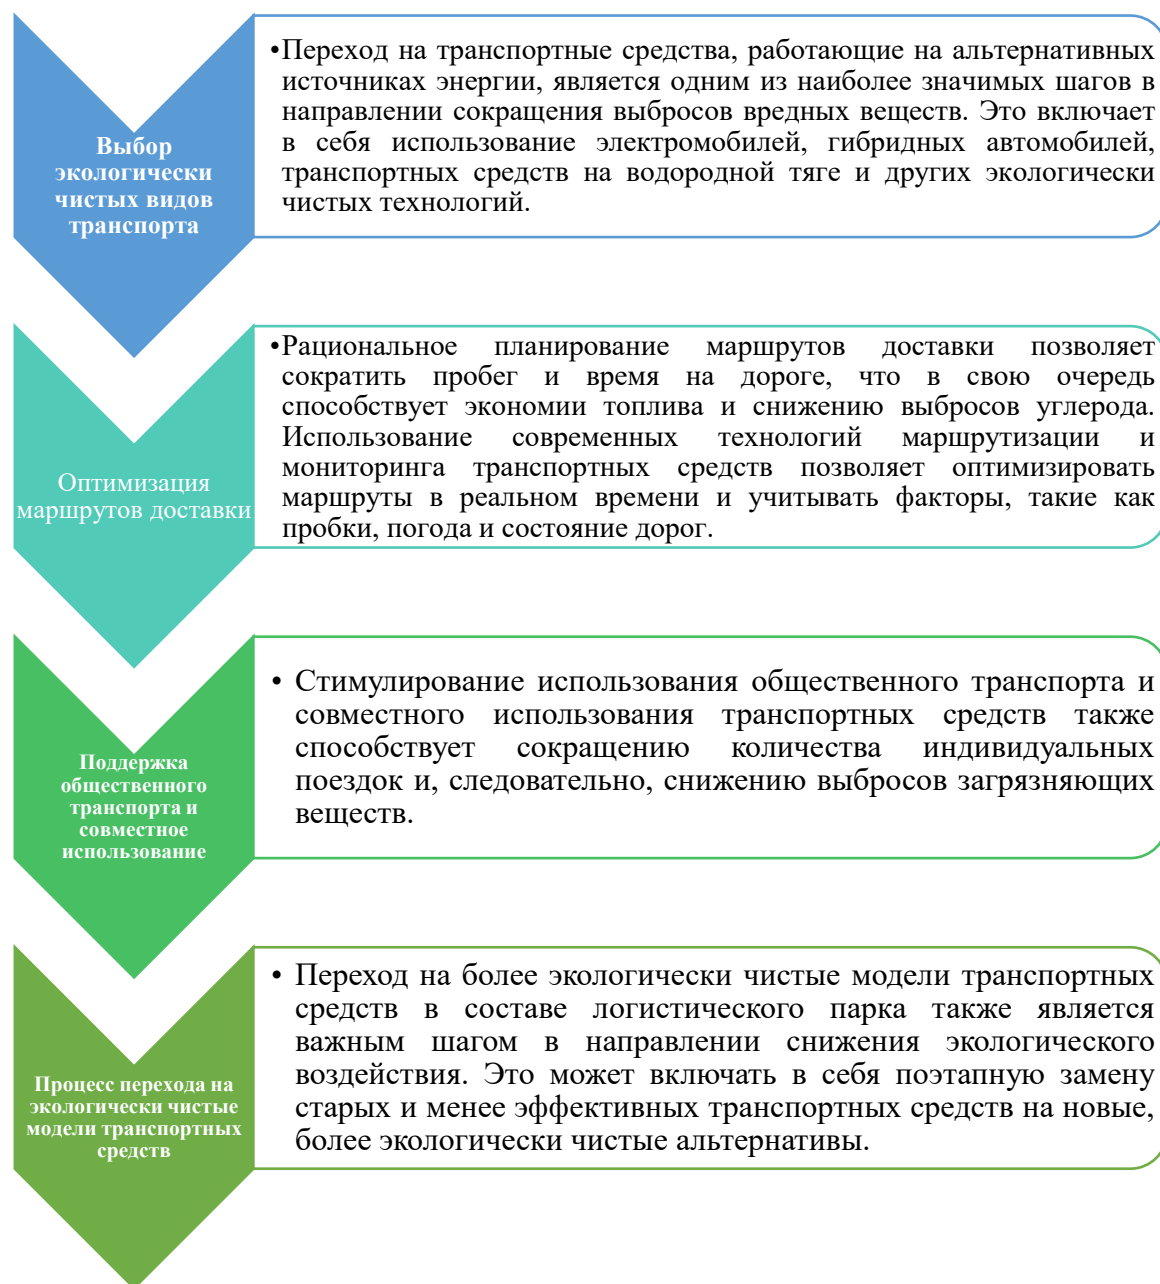 Выбор
экологически
чистых видов
транспорта
•Переход на транспортные средства, работающие на альтернативных
источниках энергии, является одним из наиболее значимых шагов в
направлении сокращения выбросов вредных веществ. Это включает
в себя использование электромобилей, гибридных автомобилей,
транспортных средств на водородной тяге и других экологически
чистых технологий.
Оптимизация
маршрутов доставки
•Рациональное планирование маршрутов доставки позволяет
сократить пробег и время на дороге, что в свою очередь
способствует экономии топлива и снижению выбросов углерода.
Использование современных технологий маршрутизации и
мониторинга транспортных средств позволяет оптимизировать
маршруты в реальном времени и учитывать факторы, такие как
пробки, погода и состояние дорог.
Поддержка
общественного
транспорта и
совместное
использование
• Стимулирование использования общественного транспорта и
совместного использования транспортных средств также
способствует сокращению количества индивидуальных
поездок и, следовательно, снижению выбросов загрязняющих
веществ.
Процесс перехода на
экологически чистые
модели транспортных
средств
• Переход на более экологически чистые модели транспортных
средств в составе логистического парка также является
важным шагом в направлении снижения экологического
воздействия. Это может включать в себя поэтапную замену
старых и менее эффективных транспортных средств на новые,
более экологически чистые альтернативы.